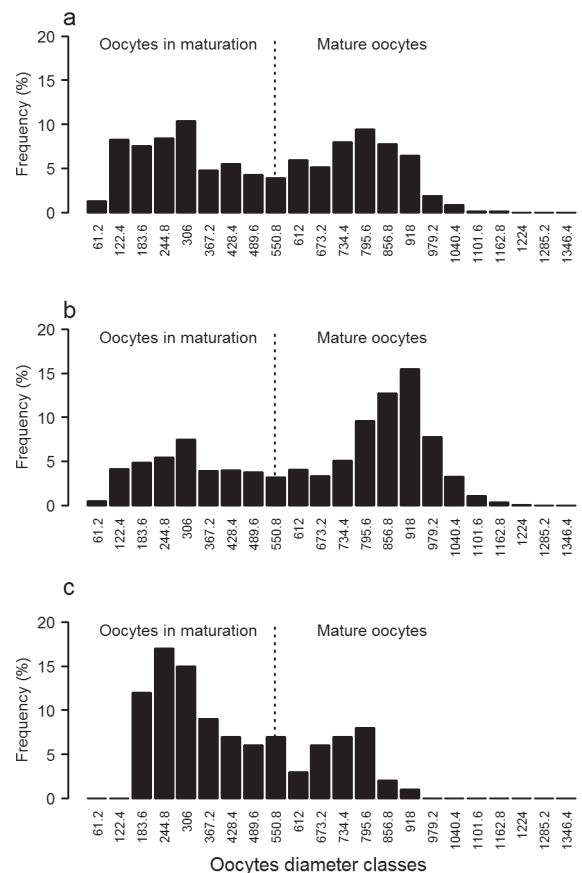 a
20
15
10
5
0
Frequency (%)
Oocytes in maturation
Mature oocytes
61.2 122.4 183.6 244.8 306 367.2 428.4 489.6 550.8 612 673.2 734.4 795.6 856.8 918 979.2 1040.4 1101.6 1162.8 1224 1285.2 1346.4
b
20
15
10
5
0
Frequency (%)
Oocytes in maturation
Mature oocytes
61.2 122.4 183.6 244.8 306 367.2 428.4 489.6 550.8 612 673.2 734.4 795.6 856.8 918 979.2 1040.4 1101.6 1162.8 1224 1285.2 1346.4
c
20
15
10
5
0
Frequency (%)
Oocytes in maturation
Mature oocytes
61.2 122.4 183.6 244.8 306 367.2 428.4 489.6 550.8 612 673.2 734.4 795.6 856.8 918 979.2 1040.4 1101.6 1162.8 1224 1285.2 1346.4
Oocytes diameter classes